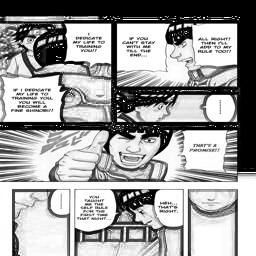 ALL RIGHT!
THEN I'LL
ADD TO MY
RULE TOO!!
IF YOU
CAN'T STAY
WITH ME
TILL THE
END...
I
DEDICATE
MY LIFE TO
TRAINING
YOU!!
IF I DEDICATE
MY LIFE TO
TRAINING YOU,
YOU WILL
BECOME A
FINE SHINOBI!!
..........
THAT'S A
PROMISE!!
HEH...
THAT'S
RIGHT.
YOU
TAUGHT
ME THE
SELF RULE
FOR THE
FIRST TIME
THAT NIGHT...